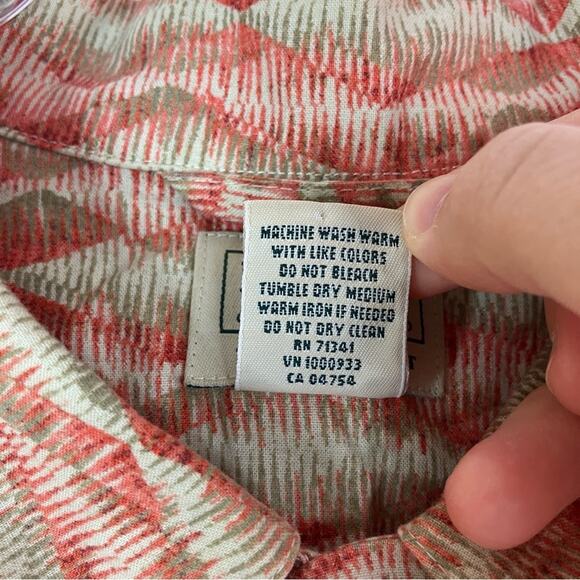 MACHINE WASH WARM
WITH LIKE COLORS
DO NOT BLEACH
TUMBLE DRY MEDIUM
WARM IRON IF NEEDED
DO NOT DRY CLEAN
RN 71341
VN 1000933
CA 04754